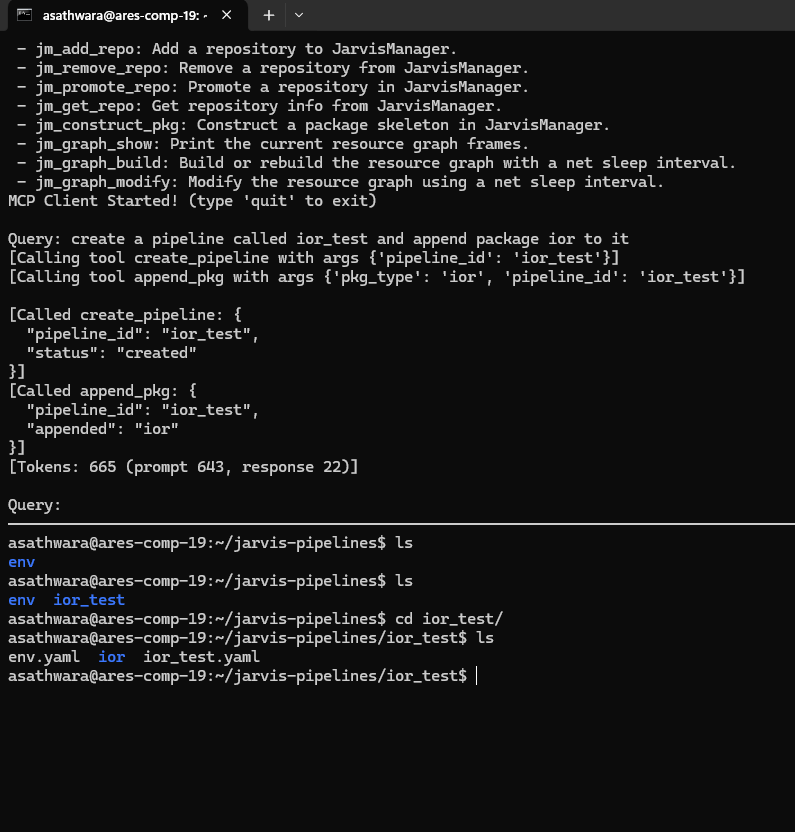 asathwara@ares-comp-19: ~
- jm_add_repo: Add a repository to JarvisManager.
- jm_remove_repo: Remove a repository from JarvisManager.
- jm_promote_repo: Promote a repository in JarvisManager.
- jm_get_repo: Get repository info from JarvisManager.
- jm_construct_pkg: Construct a package skeleton in JarvisManager.
- jm_graph_show: Print the current resource graph frames.
- jm_graph_build: Build or rebuild the resource graph with a net sleep interval.
- jm_graph_modify: Modify the resource graph using a net sleep interval.
MCP Client Started! (type 'quit' to exit)
Query: create a pipeline called ior_test and append package ior to it
[Calling tool create_pipeline with args {'pipeline_id': 'ior_test'}]
[Calling tool append_pkg with args {'pkg_type': 'ior', 'pipeline_id': 'ior_test'}]
[Called create_pipeline: {
  "pipeline_id": "ior_test",
  "status": "created"
}]
[Called append_pkg: {
  "pipeline_id": "ior_test",
  "appended": "ior"
}]
[Tokens: 665 (prompt 643, response 22)]
Query:
asathwara@ares-comp-19:~/jarvis-pipelines$ ls
env
asathwara@ares-comp-19:~/jarvis-pipelines$ ls
env  ior_test
asathwara@ares-comp-19:~/jarvis-pipelines$ cd ior_test/
asathwara@ares-comp-19:~/jarvis-pipelines/ior_test$ ls
env.yaml  ior  ior_test.yaml
asathwara@ares-comp-19:~/jarvis-pipelines/ior_test$